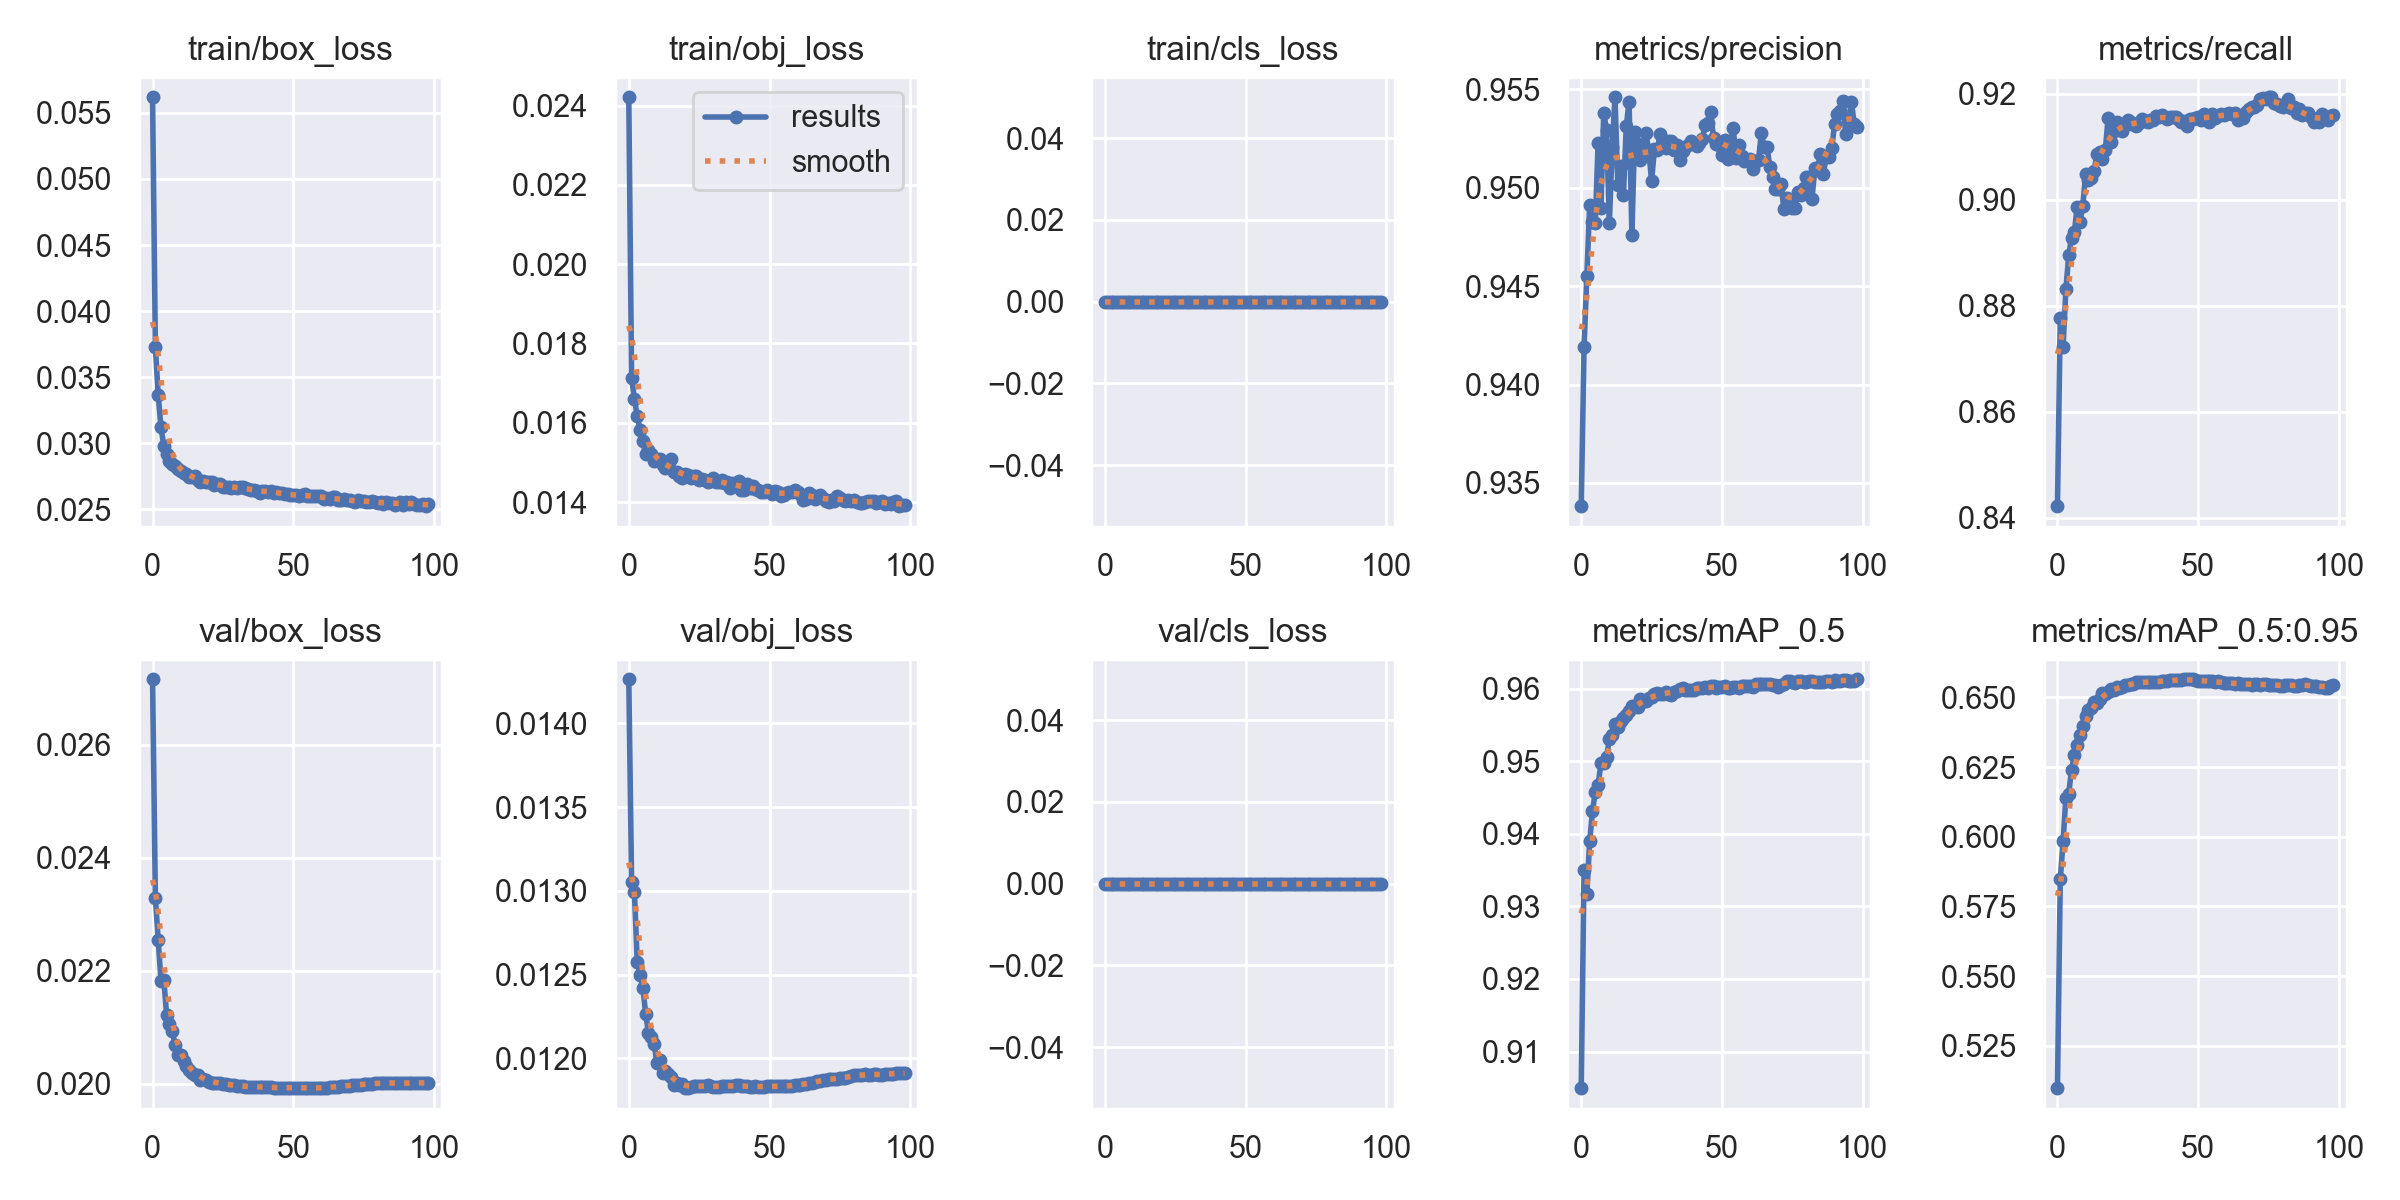 train/box_loss
0.055
0.050
0.045
0.040
0.035
0.030
0.025
0 50 100
train/obj_loss
results
smooth
0.024
0.022
0.020
0.018
0.016
0.014
0 50 100
train/cls_loss
0.04
0.02
0.00
−0.02
−0.04
0 50 100
metrics/precision
0.955
0.950
0.945
0.940
0.935
0 50 100
metrics/recall
0.92
0.90
0.88
0.86
0.84
0 50 100
val/box_loss
0.026
0.024
0.022
0.020
0 50 100
val/obj_loss
0.0140
0.0135
0.0130
0.0125
0.0120
0 50 100
val/cls_loss
0.04
0.02
0.00
−0.02
−0.04
0 50 100
metrics/mAP_0.5
0.96
0.95
0.94
0.93
0.92
0.91
0 50 100
metrics/mAP_0.5:0.95
0.650
0.625
0.600
0.575
0.550
0.525
0 50 100